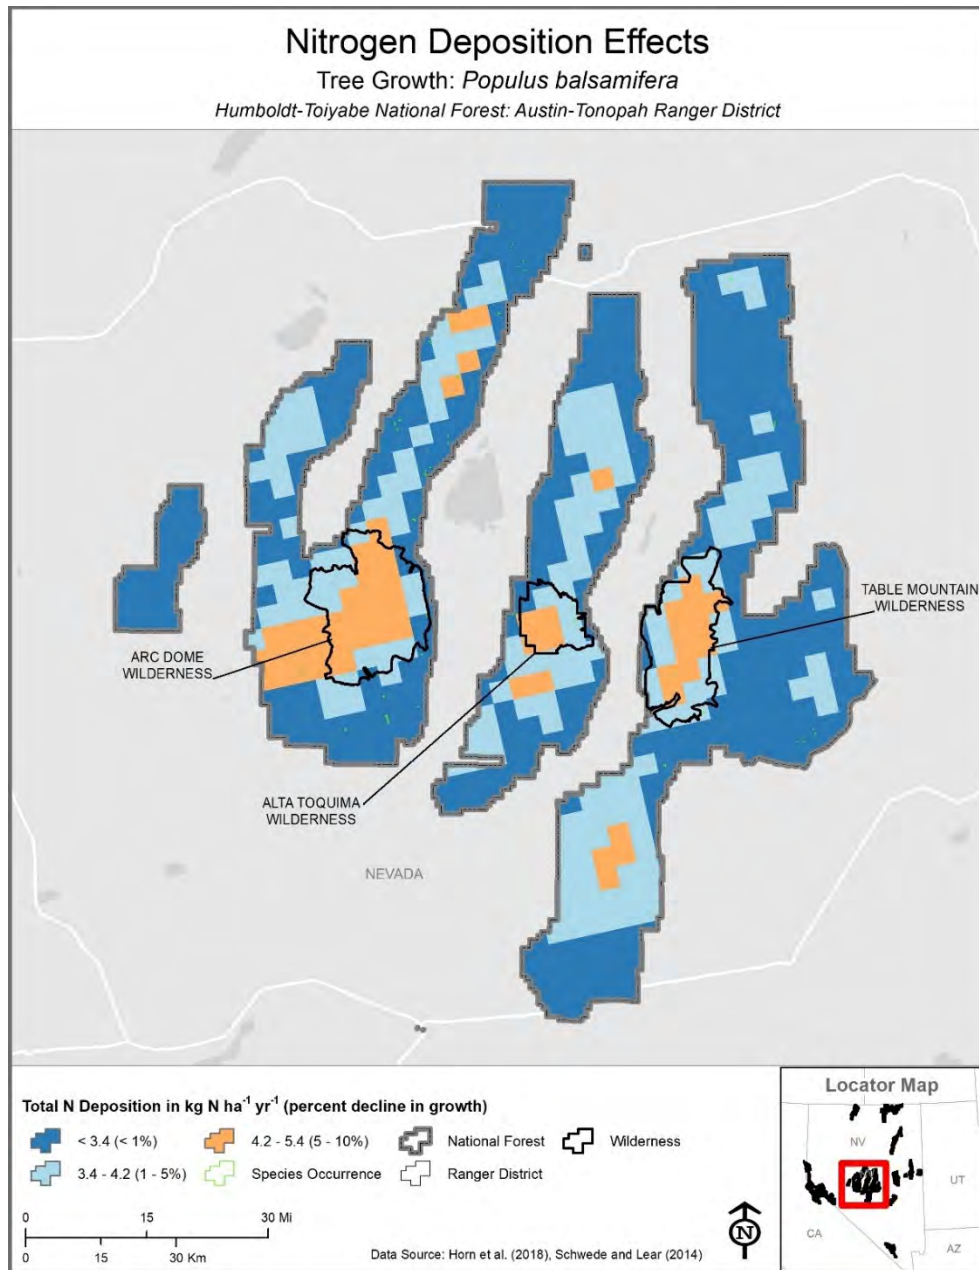 Nitrogen Deposition Effects
Tree Growth: Populus balsamifera
Humboldt-Toiyabe National Forest: Austin-Tonopah Ranger District
TABLE MOUNTAIN
WILDERNESS
ARC DOME
WILDERNESS
ALTA TOQUIMA
WILDERNESS
NEVADA
Total N Deposition in kg N ha⁻¹ yr⁻¹ (percent decline in growth)
< 3.4 (< 1%)
4.2 - 5.4 (5 - 10%)
National Forest
Wilderness
3.4 - 4.2 (1 - 5%)
Species Occurrence
Ranger District
0 15 30 Mi
0 15 30 Km
Data Source: Horn et al. (2018), Schwede and Lear (2014)
N
Locator Map
NV
UT
CA
AZ